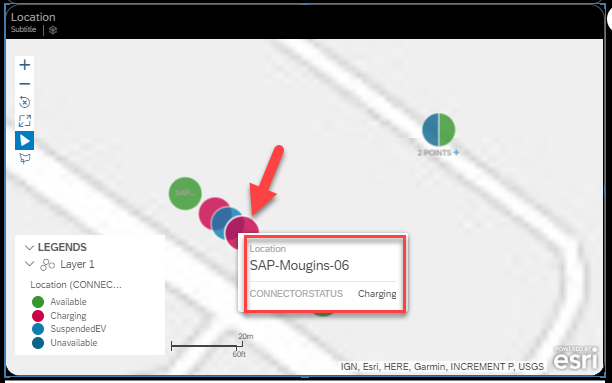 Location
Subtitle
SAP...
2 POINTS +
Location
SAP-Mougins-06
CONNECTORSTATUS Charging
LEGENDS
Layer 1
Location (CONNEC...
Available
Charging
SuspendedEV
Unavailable
20m
60ft
POWERED BY
esri
IGN, Esri, HERE, Garmin, INCREMENT P, USGS